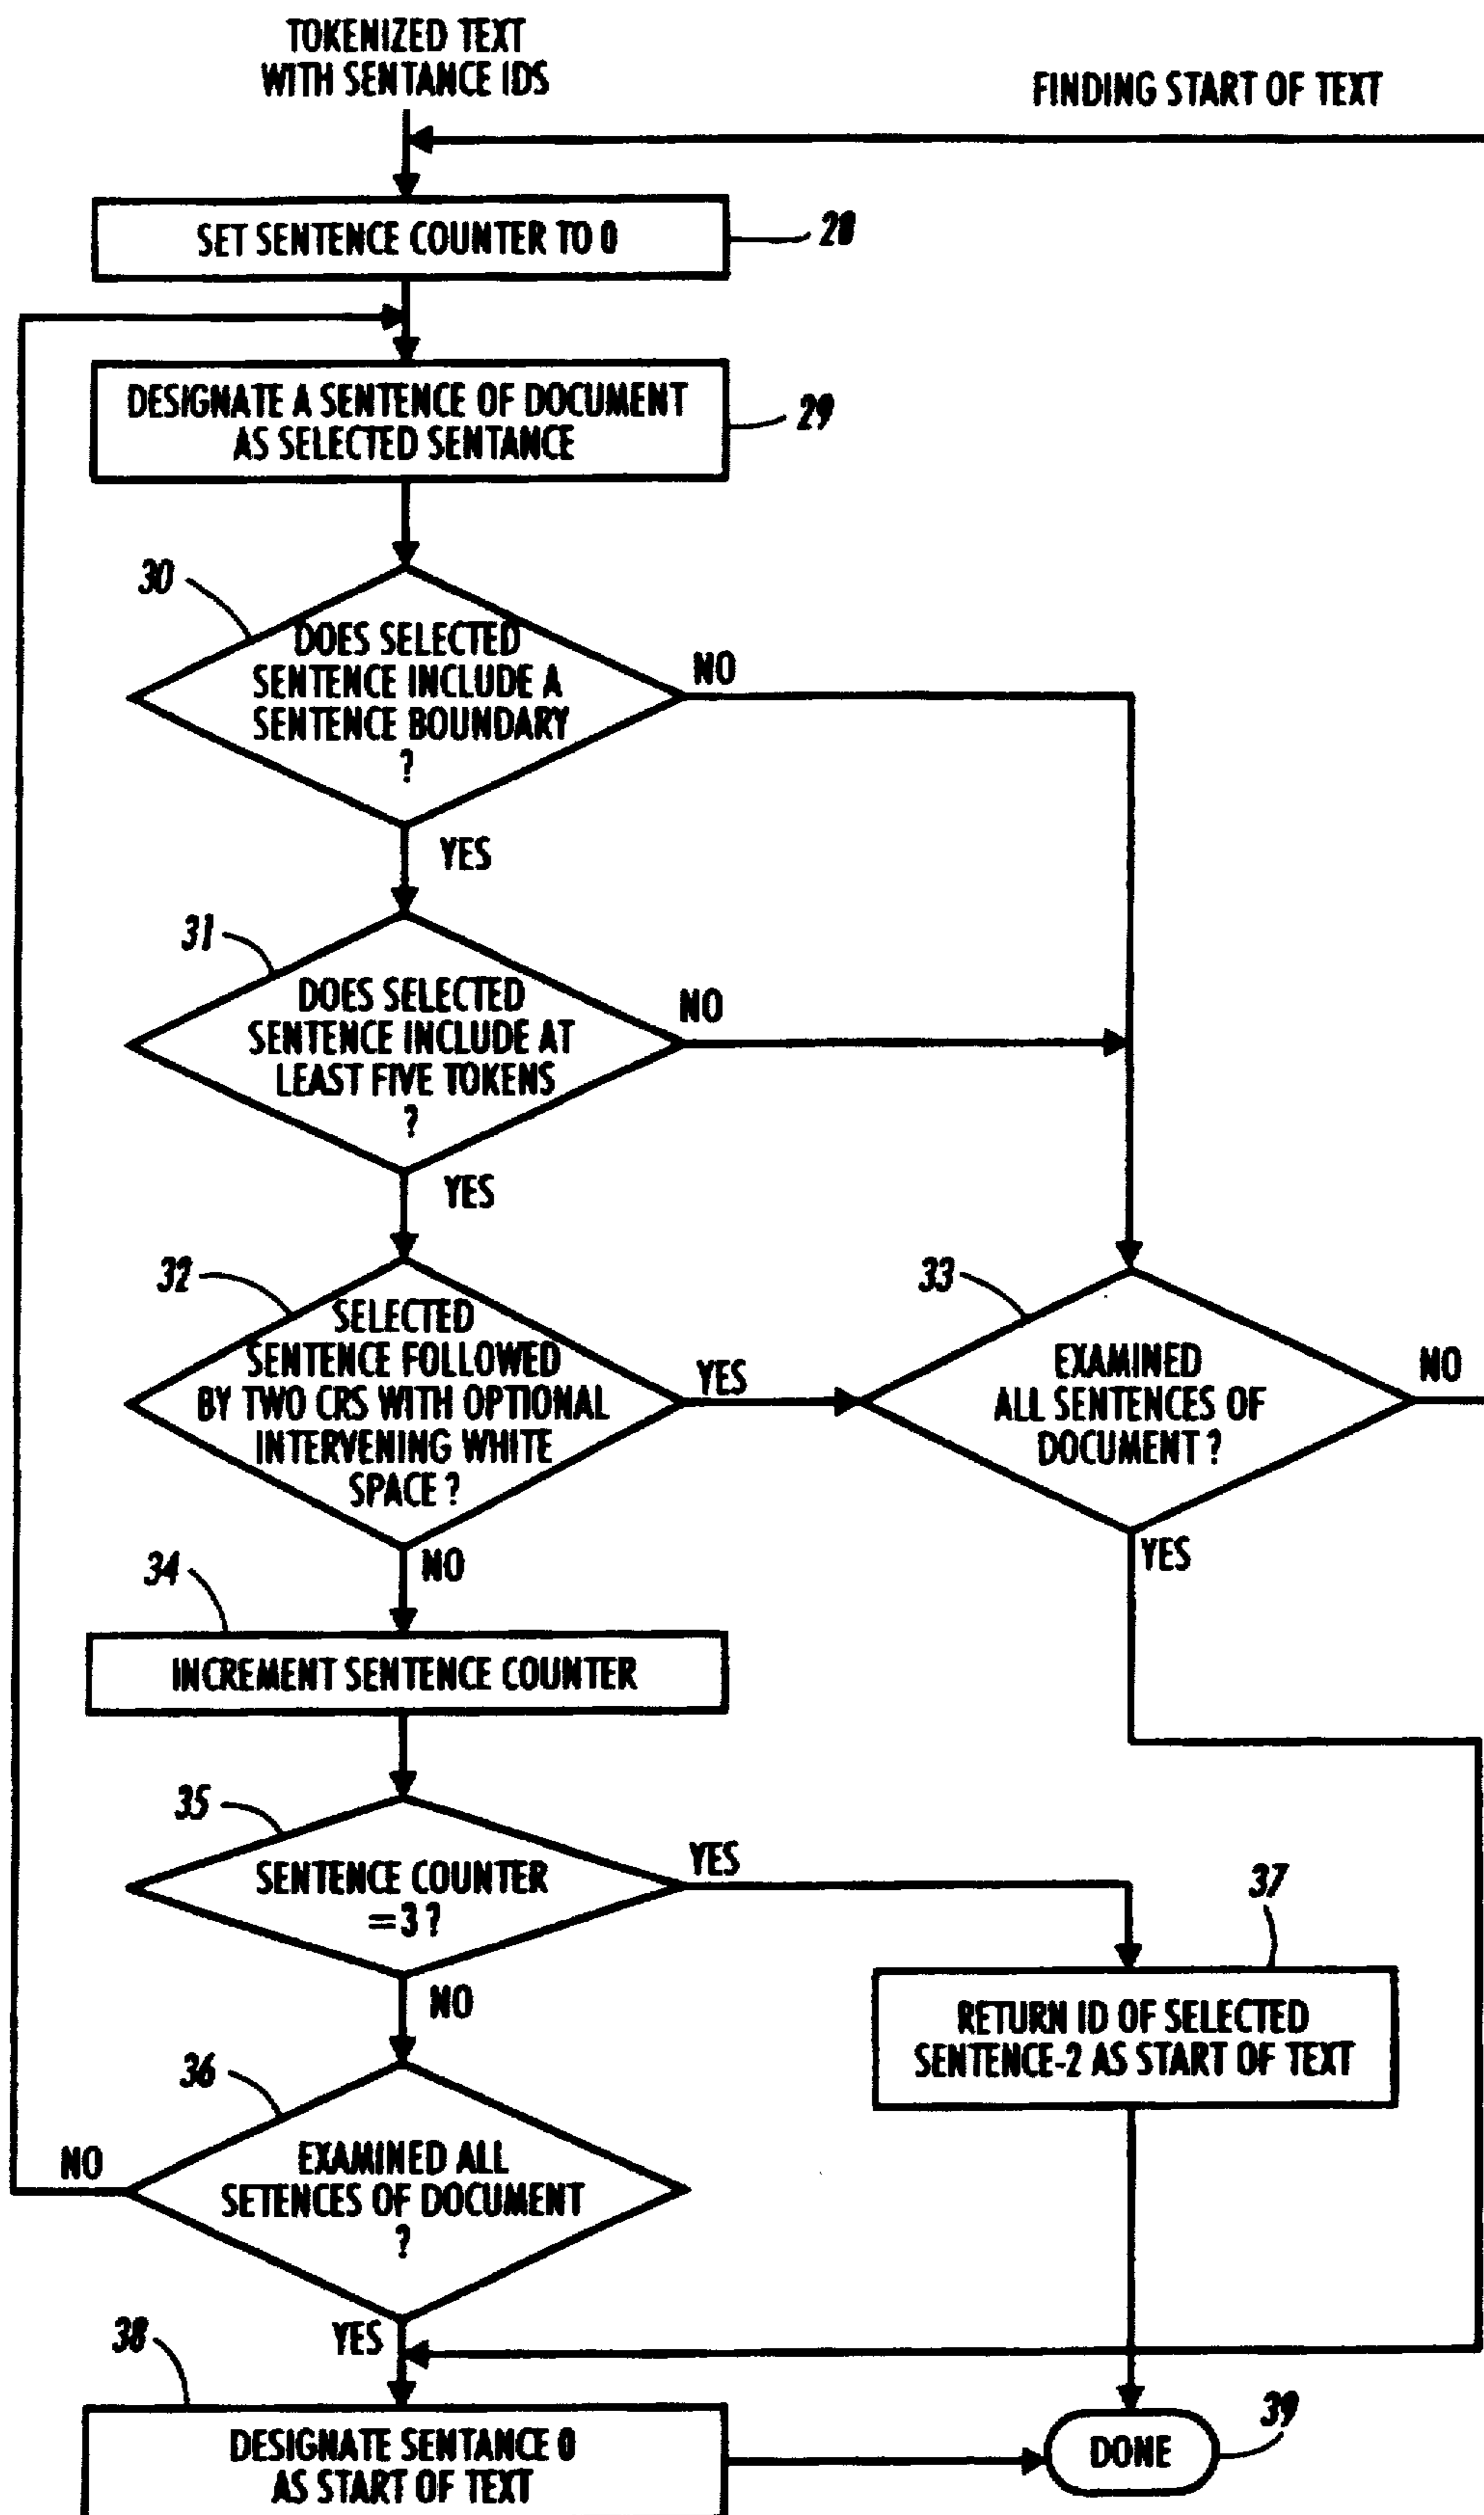 TOKENIZED TEXT
WITH SENTANCE IDS
FINDING START OF TEXT
SET SENTENCE COUNTER TO 0
28
DESIGNATE A SENTENCE OF DOCUMENT
AS SELECTED SENTANCE
29
30
DOES SELECTED
SENTENCE INCLUDE A
SENTENCE BOUNDARY
?
NO
YES
31
DOES SELECTED
SENTENCE INCLUDE AT
LEAST FIVE TOKENS
?
NO
YES
32
SELECTED
SENTENCE FOLLOWED
BY TWO CRS WITH OPTIONAL
INTERVENING WHITE
SPACE ?
YES
NO
33
EXAMINED
ALL SENTENCES OF
DOCUMENT ?
NO
YES
34
INCREMENT SENTENCE COUNTER
35
SENTENCE COUNTER
=3 ?
YES
NO
37
RETURN ID OF SELECTED
SENTENCE-2 AS START OF TEXT
36
EXAMINED ALL
SETENCES OF DOCUMENT
?
NO
YES
38
DESIGNATE SENTANCE 0
AS START OF TEXT
DONE
39